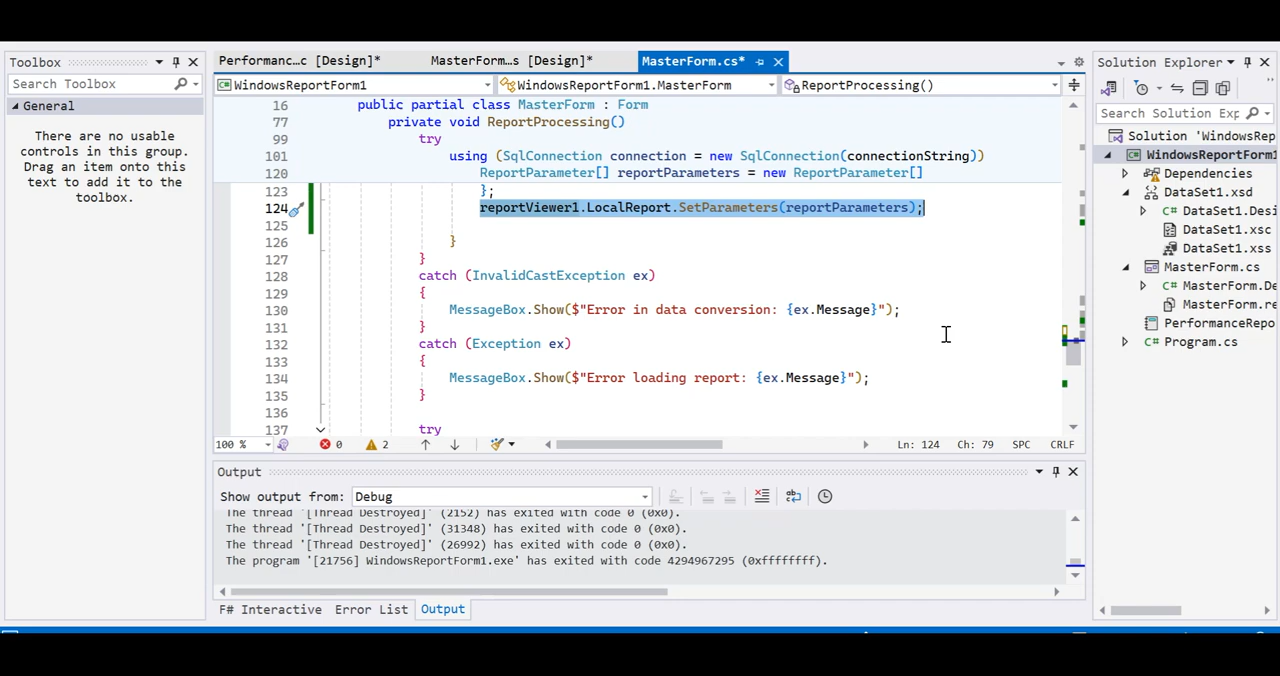 Toolbox
Search Toolbox
General
There are no usable
controls in this group.
Drag an item onto this
text to add it to the
toolbox.
Performanc...c [Design]* MasterForm...s [Design]* MasterForm.cs*
WindowsReportForm1 WindowsReportForm1.MasterForm ReportProcessing()
16 public partial class MasterForm : Form
77 private void ReportProcessing()
99 try
101 using (SqlConnection connection = new SqlConnection(connectionString))
120 ReportParameter[] reportParameters = new ReportParameter[]
123 };
124 reportViewer1.LocalReport.SetParameters(reportParameters);
125
126 }
127 }
128 catch (InvalidCastException ex)
129 {
130 MessageBox.Show($"Error in data conversion: {ex.Message}");
131 }
132 catch (Exception ex)
133 {
134 MessageBox.Show($"Error loading report: {ex.Message}");
135 }
136
137 try
100 % 0 2 Ln: 124 Ch: 79 SPC CRLF
Output
Show output from: Debug
The thread '[Thread Destroyed]' (2152) has exited with code 0 (0x0).
The thread '[Thread Destroyed]' (31348) has exited with code 0 (0x0).
The thread '[Thread Destroyed]' (26992) has exited with code 0 (0x0).
The program '[21756] WindowsReportForm1.exe' has exited with code 4294967295 (0xffffffff).
F# Interactive Error List Output
Solution Explorer
Search Solution Exp
Solution 'WindowsRep
WindowsReportForm1
Dependencies
DataSet1.xsd
DataSet1.Desi
DataSet1.xsc
DataSet1.xss
MasterForm.cs
MasterForm.De
MasterForm.re
PerformanceRepo
C# Program.cs